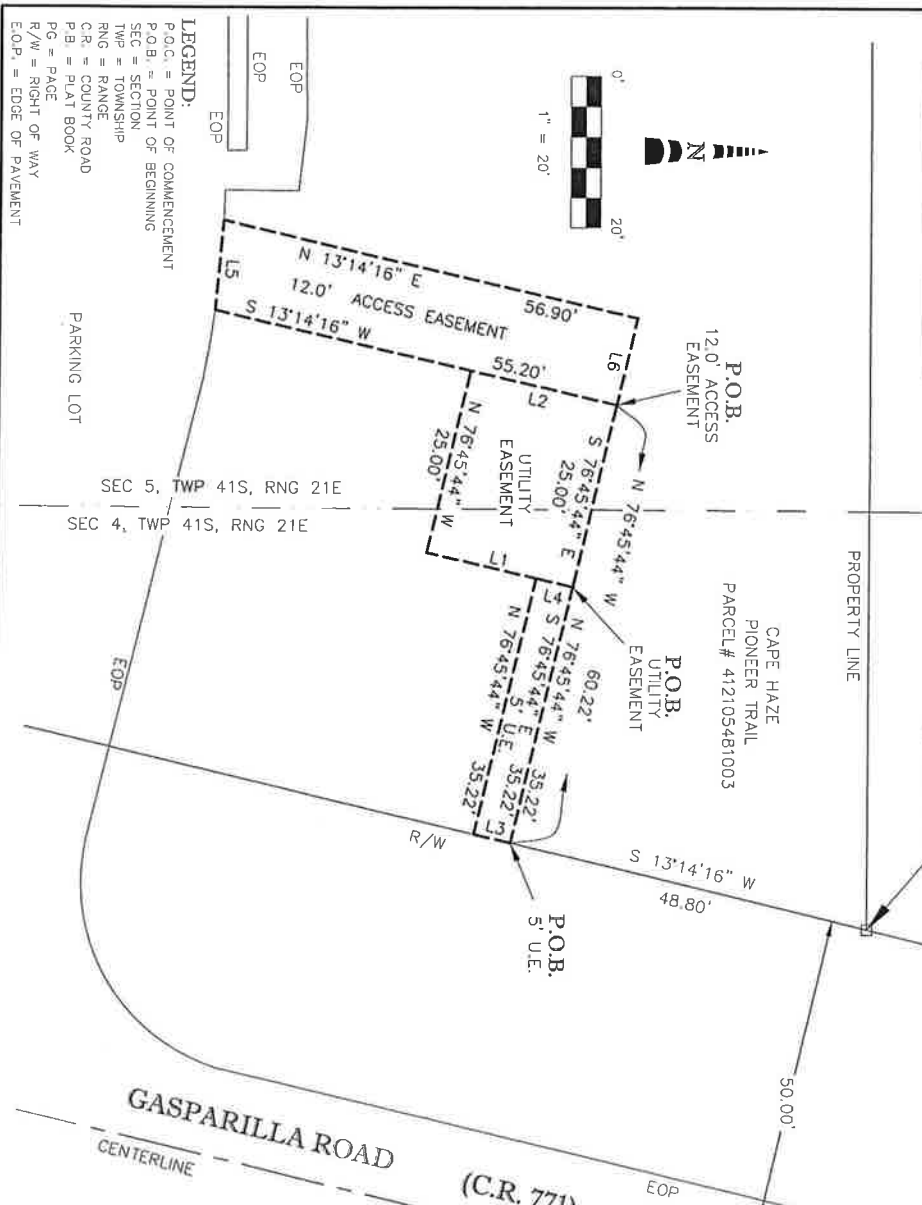 PROPERTY LINE
CAPE HAZE
PIONEER TRAIL
PARCEL# 412105481003
0'
20'
1" = 20'
N
P.O.B.
12.0' ACCESS
EASEMENT
N 76°45'44" W
S 76°45'44" E
25.00'
L6
56.90'
N 13°14'16" E
12.0' ACCESS EASEMENT
S 13°14'16" W
55.20'
L5
L2
UTILITY
EASEMENT
N 76°45'44" W
25.00'
L1
L4
P.O.B.
UTILITY
EASEMENT
60.22'
N 76°45'44" W 35.22'
S 76°45'44" E 35.22'
5' U.E.
N 76°45'44" W 35.22'
L3
P.O.B.
5' U.E.
S 13°14'16" W
48.80'
R/W
50.00'
SEC 5, TWP 41S, RNG 21E
SEC 4, TWP 41S, RNG 21E
PARKING LOT
EOP
EOP
EOP
EOP
EOP
GASPARILLA ROAD
(C.R. 771)
CENTERLINE
LEGEND:
P.O.C. = POINT OF COMMENCEMENT
P.O.B. = POINT OF BEGINNING
SEC = SECTION
TWP = TOWNSHIP
RNG = RANGE
C.R. = COUNTY ROAD
P.B. = PLAT BOOK
PG = PAGE
R/W = RIGHT OF WAY
E.O.P. = EDGE OF PAVEMENT